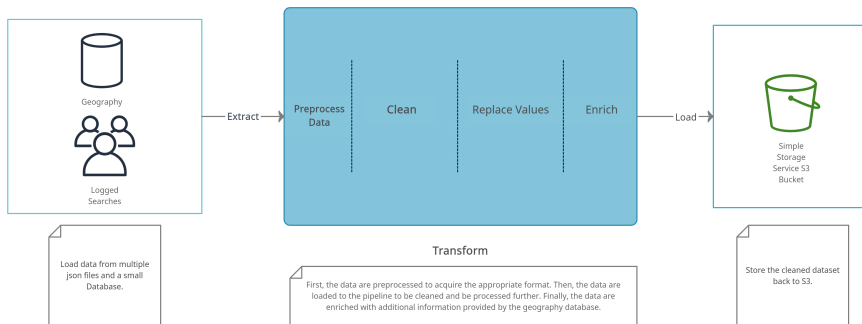 Geography
Logged
Searches
Extract
Preprocess
Data
Clean
Replace Values
Enrich
Load
Simple
Storage
Service S3
Bucket
Load data from multiple
json files and a small
Database.
Transform
First, the data are preprocessed to acquire the appropriate format. Then, the data are
loaded to the pipeline to be cleaned and be processed further. Finally, the data are
enriched with additional information provided by the geography database.
Store the cleaned dataset
back to S3.